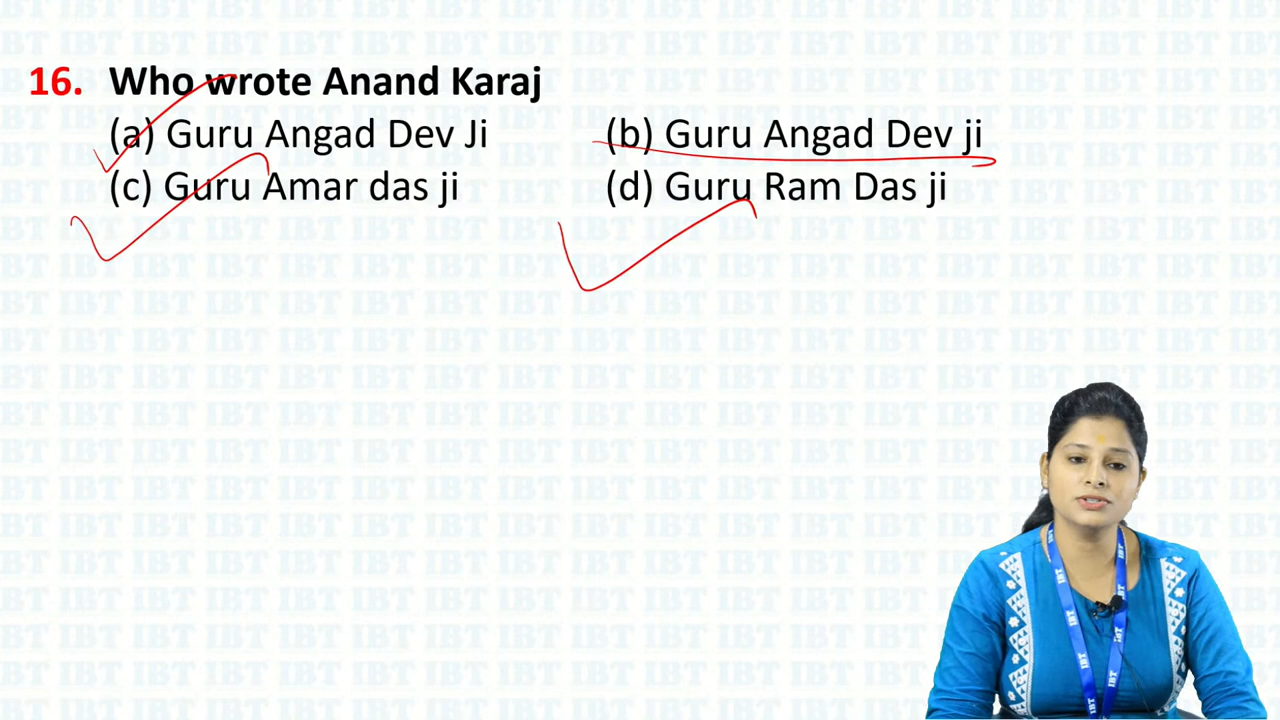 16. Who wrote Anand Karaj
(a) Guru Angad Dev Ji (b) Guru Angad Dev ji
(c) Guru Amar das ji (d) Guru Ram Das ji
IBT